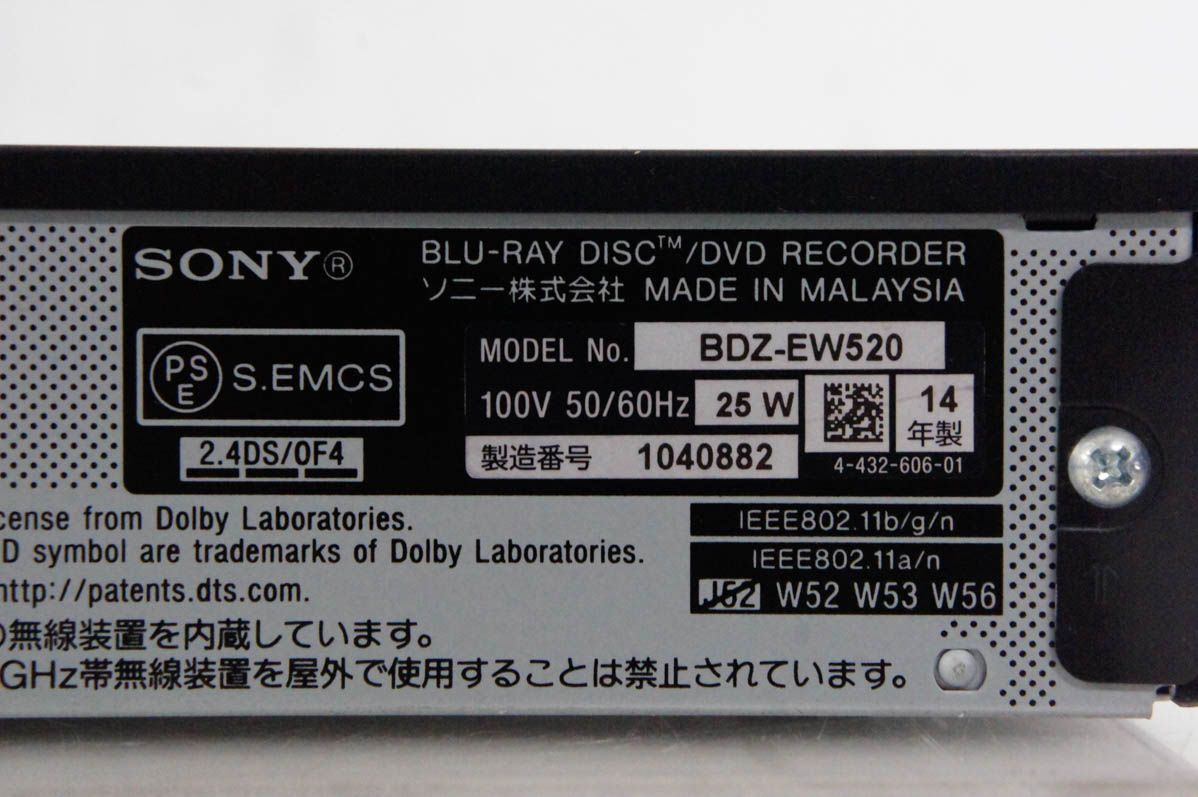 SONY®
BLU-RAY DISC™/DVD RECORDER
ソニー株式会社 MADE IN MALAYSIA
PSE S.EMCS
MODEL No. BDZ-EW520
100V 50/60Hz 25 W
14年製
2.4DS/OF4
製造番号 1040882
4-432-606-01
cense from Dolby Laboratories.
D symbol are trademarks of Dolby Laboratories.
http://patents.dts.com.
の無線装置を内蔵しています。
GHz帯無線装置を屋外で使用することは禁止されています。
IEEE802.11b/g/n
IEEE802.11a/n
J52 W52 W53 W56